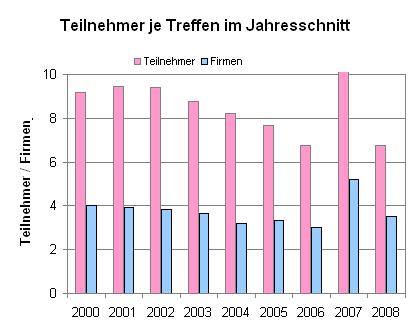 Teilnehmer je Treffen im Jahresschnitt
Teilnehmer Firmen
Teilnehmer / Firmen
10
8
6
4
2
0
2000 2001 2002 2003 2004 2005 2006 2007 2008